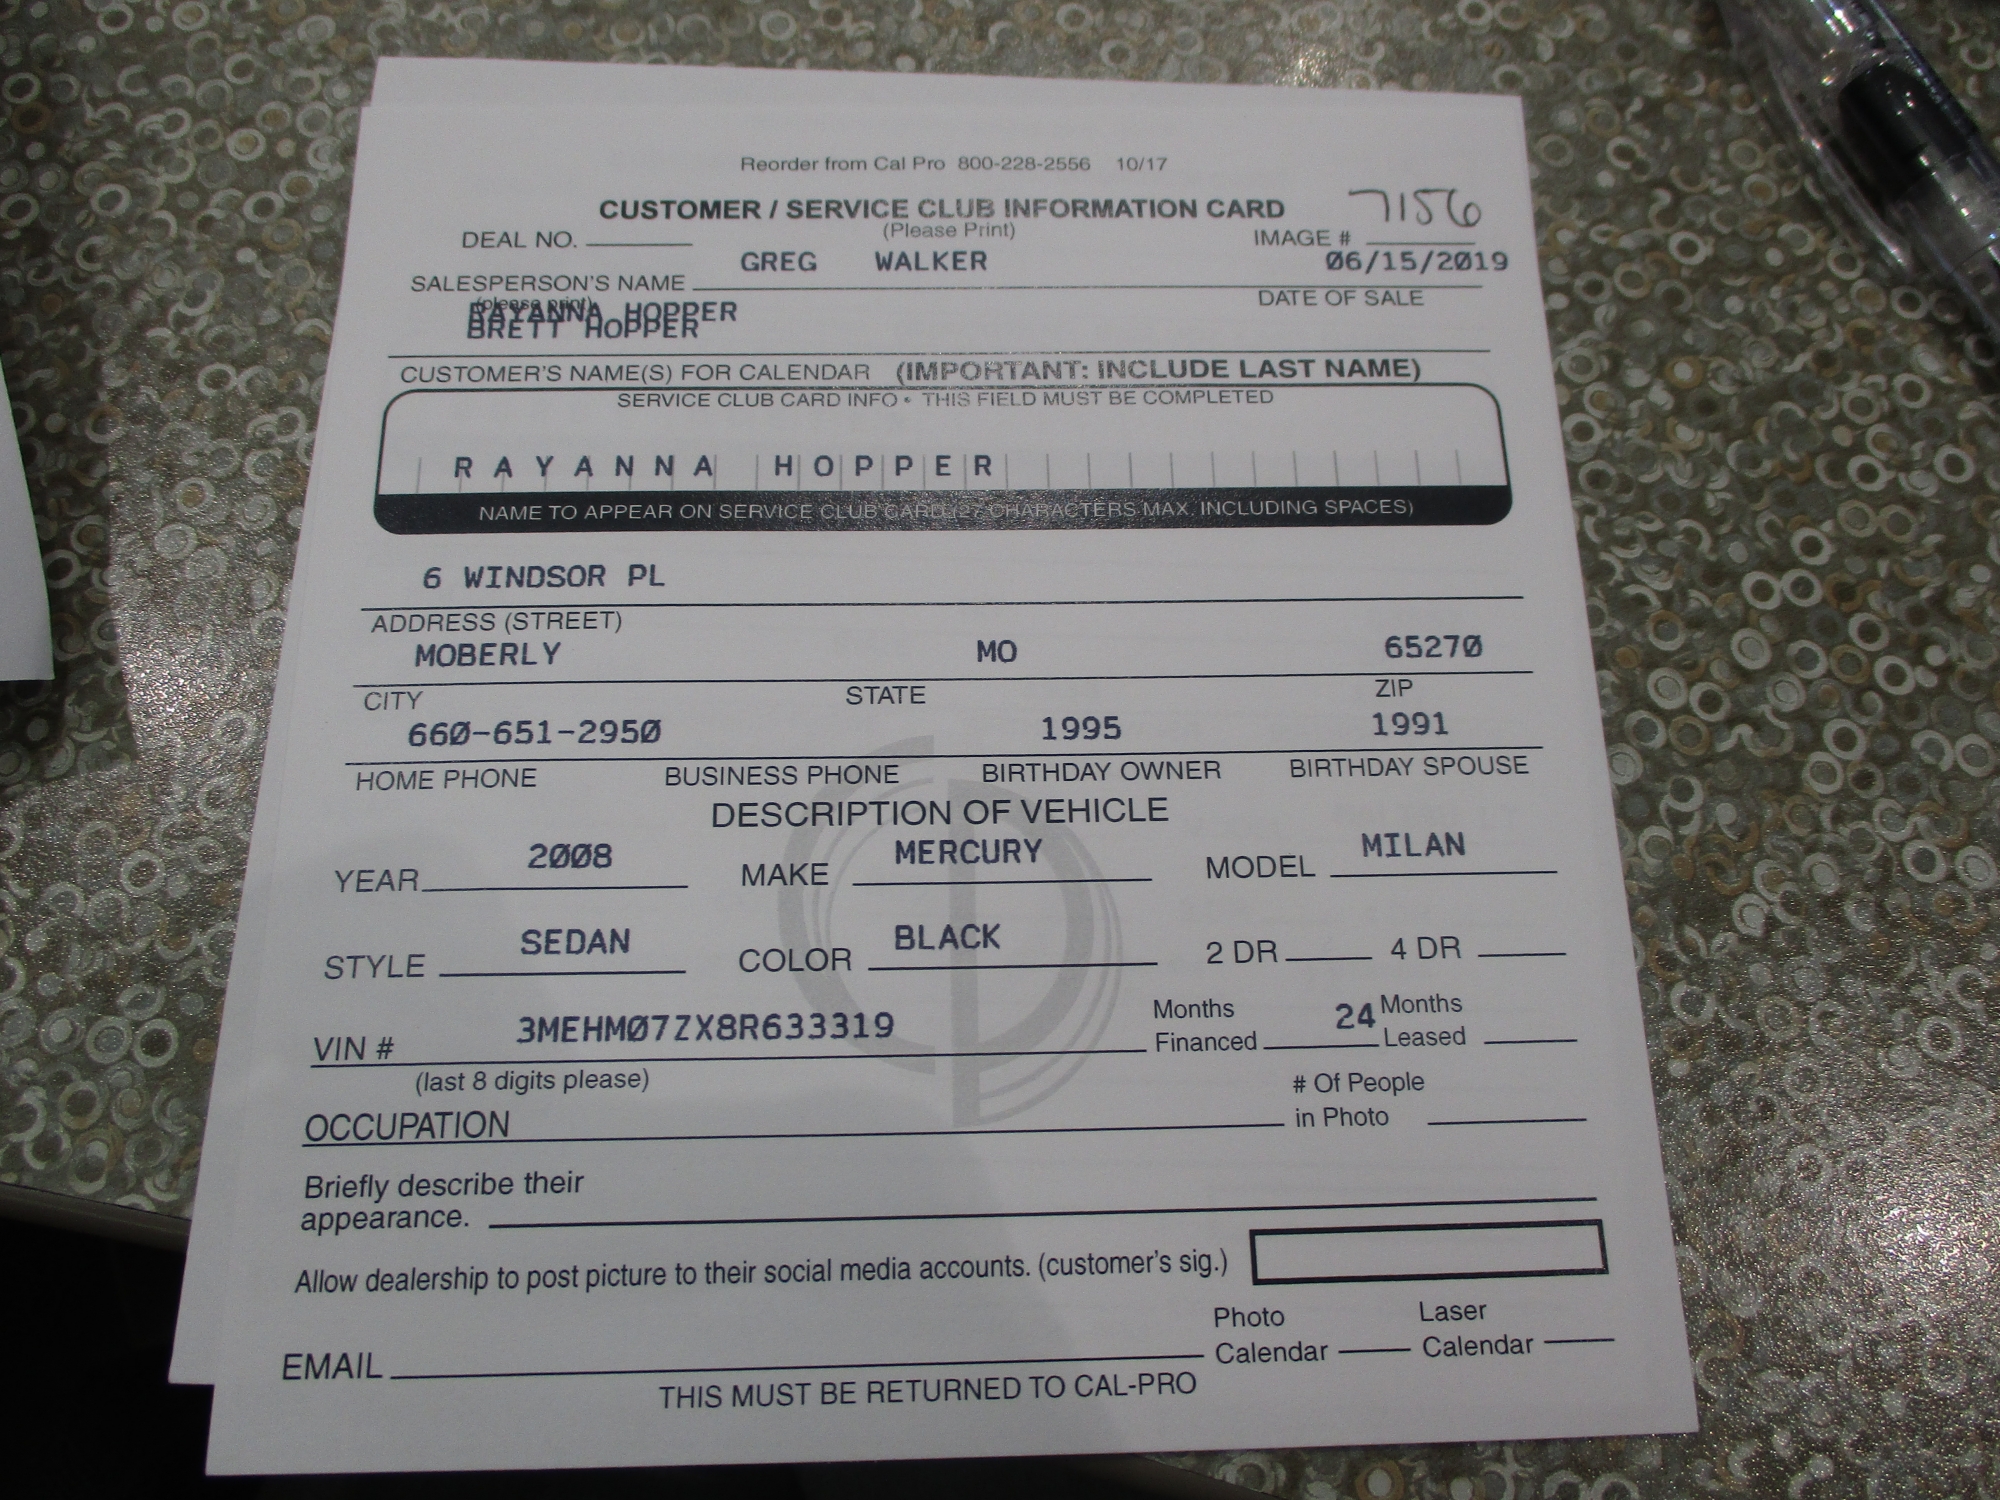 Reorder from Cal Pro 800-228-2556 10/17
CUSTOMER / SERVICE CLUB INFORMATION CARD 7156
DEAL NO. (Please Print) IMAGE #
GREG WALKER 06/15/2019
SALESPERSON'S NAME DATE OF SALE
(please print)
RAYANNA HOPPER
BRETT HOPPER
CUSTOMER'S NAME(S) FOR CALENDAR (IMPORTANT: INCLUDE LAST NAME)
SERVICE CLUB CARD INFO • THIS FIELD MUST BE COMPLETED
RAYANNA HOPPER
NAME TO APPEAR ON SERVICE CLUB CARD (27 CHARACTERS MAX. INCLUDING SPACES)
6 WINDSOR PL
ADDRESS (STREET)
MOBERLY MO 65270
CITY STATE ZIP
660-651-2950 1995 1991
HOME PHONE BUSINESS PHONE BIRTHDAY OWNER BIRTHDAY SPOUSE
DESCRIPTION OF VEHICLE
YEAR 2008 MAKE MERCURY MODEL MILAN
STYLE SEDAN COLOR BLACK 2 DR 4 DR
VIN # 3MEHM07ZX8R633319 Months Financed 24 Months Leased
(last 8 digits please)
OCCUPATION # Of People in Photo
Briefly describe their
appearance.
Allow dealership to post picture to their social media accounts. (customer's sig.)
EMAIL Photo Calendar Laser Calendar
THIS MUST BE RETURNED TO CAL-PRO